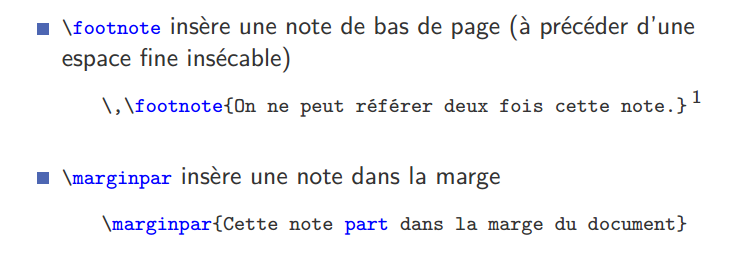 \footnote insère une note de bas de page (à précéder d'une
espace fine insécable)
\,\footnote{On ne peut référer deux fois cette note.}1
\marginpar insère une note dans la marge
\marginpar{Cette note part dans la marge du document}